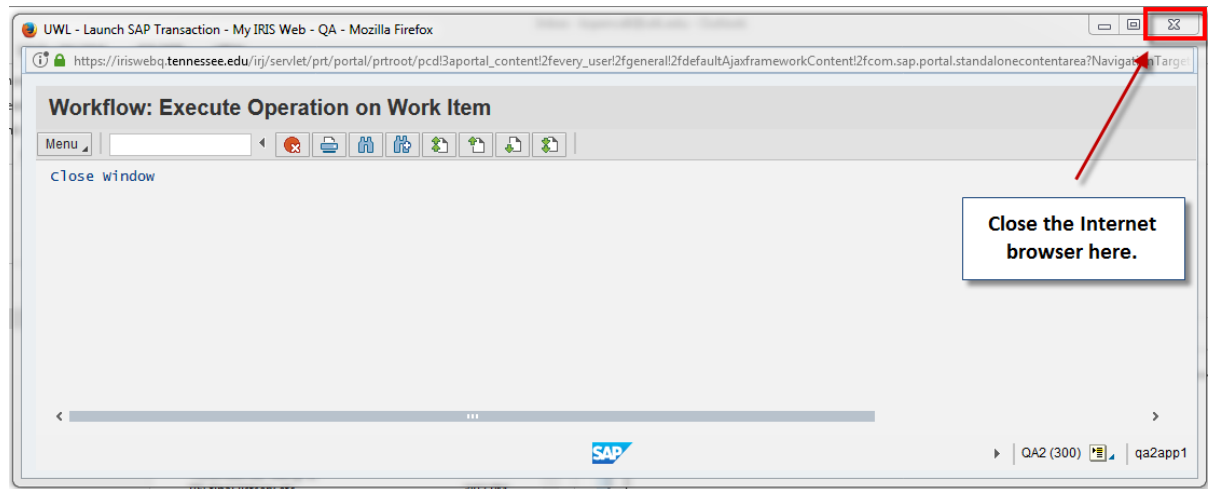 UWL - Launch SAP Transaction - My IRIS Web - QA - Mozilla Firefox
https://iriswebq.tennessee.edu/irj/servlet/prt/portal/prtroot/pcd!3aportal_content!2fevery_user!2fgeneral!2fdefaultAjaxframeworkContent!2fcom.sap.portal.standalonecontentarea?NavigationTarget
Workflow: Execute Operation on Work Item
Menu
Close Window
Close the Internet
browser here.
SAP
QA2 (300)
qa2app1